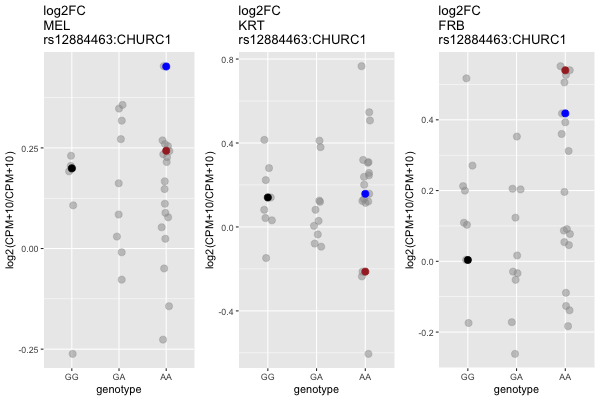 log2FC
MEL
rs12884463:CHURC1
log2(CPM+10/CPM+10)
0.25
0.00
-0.25
GG GA AA
genotype
log2FC
KRT
rs12884463:CHURC1
log2(CPM+10/CPM+10)
0.8
0.4
0.0
-0.4
GG GA AA
genotype
log2FC
FRB
rs12884463:CHURC1
log2(CPM+10/CPM+10)
0.4
0.2
0.0
-0.2
GG GA AA
genotype